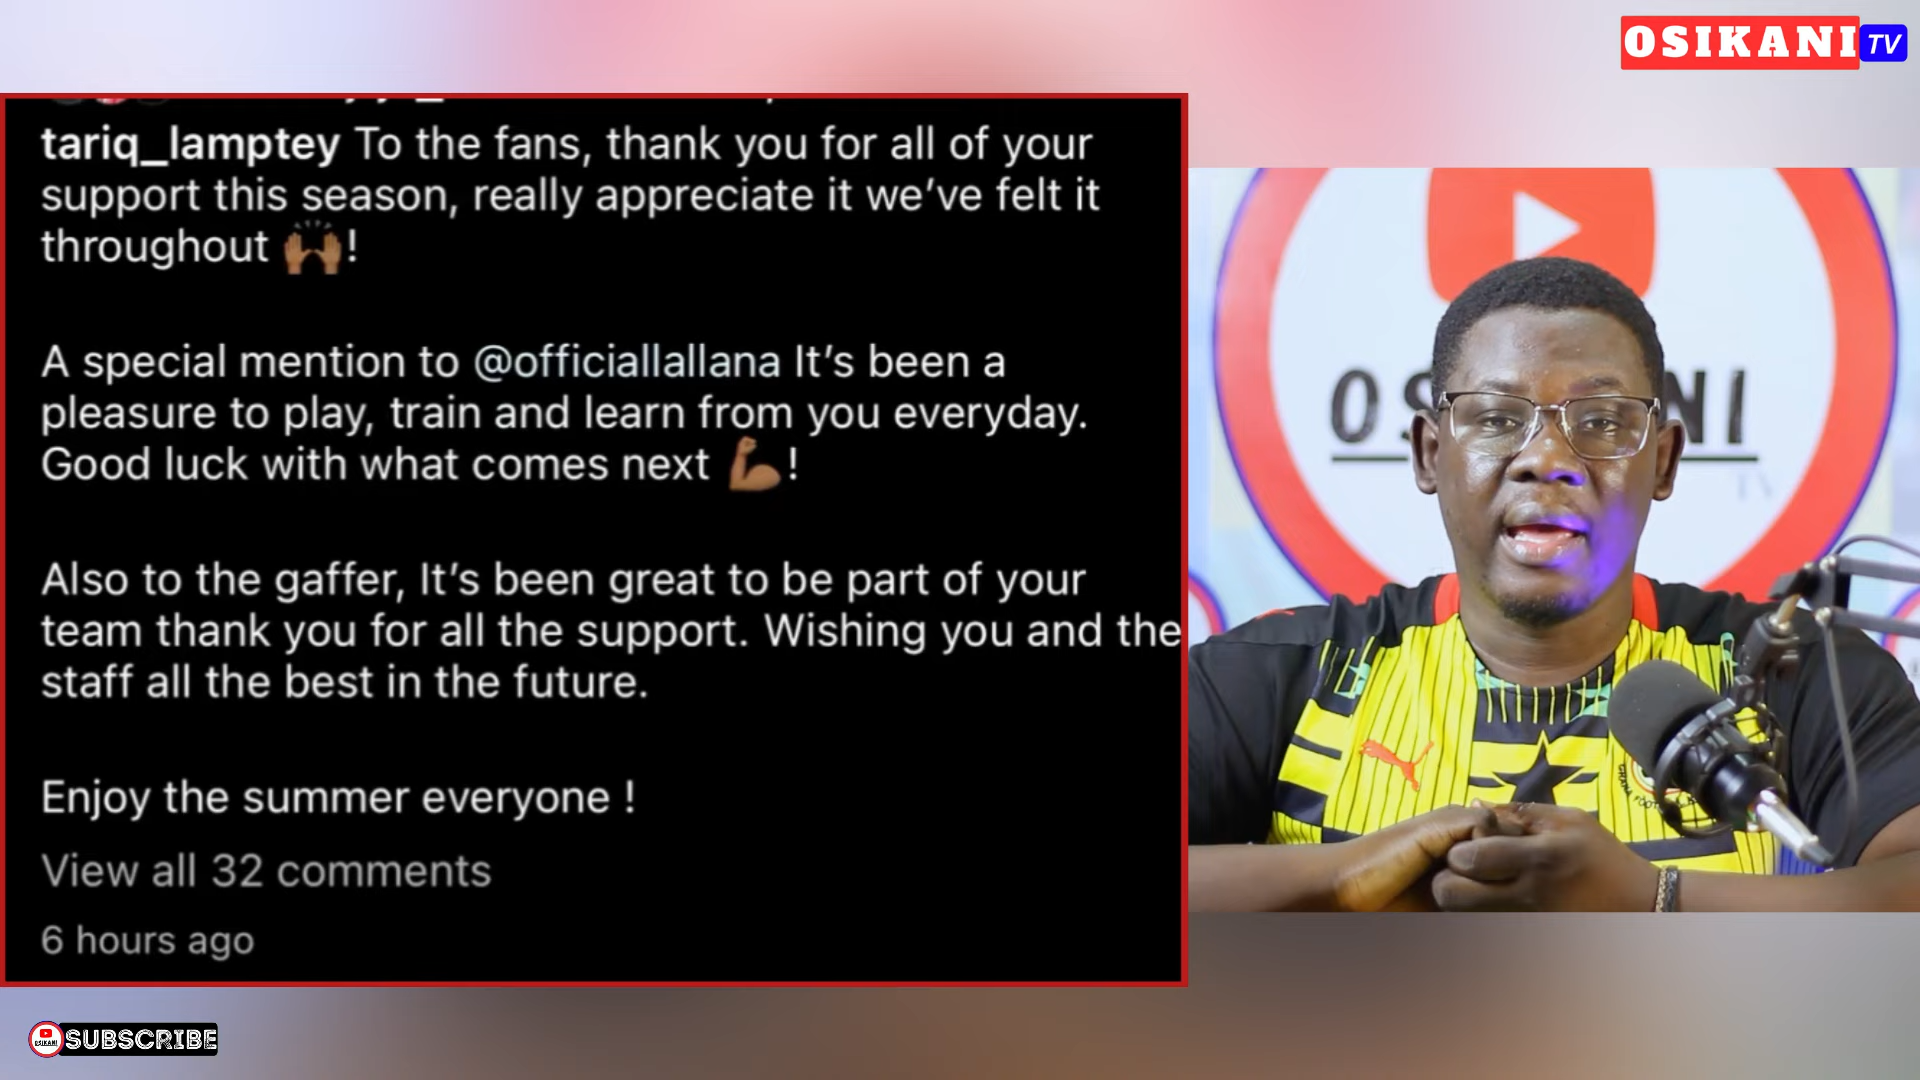 OSIKANI TV
tariq_lamptey To the fans, thank you for all of your
support this season, really appreciate it we’ve felt it
throughout 🙌🏾!
A special mention to @officiallallana It’s been a
pleasure to play, train and learn from you everyday.
Good luck with what comes next 💪🏾!
Also to the gaffer, It’s been great to be part of your
team thank you for all the support. Wishing you and the
staff all the best in the future.
Enjoy the summer everyone !
View all 32 comments
6 hours ago
SUBSCRIBE